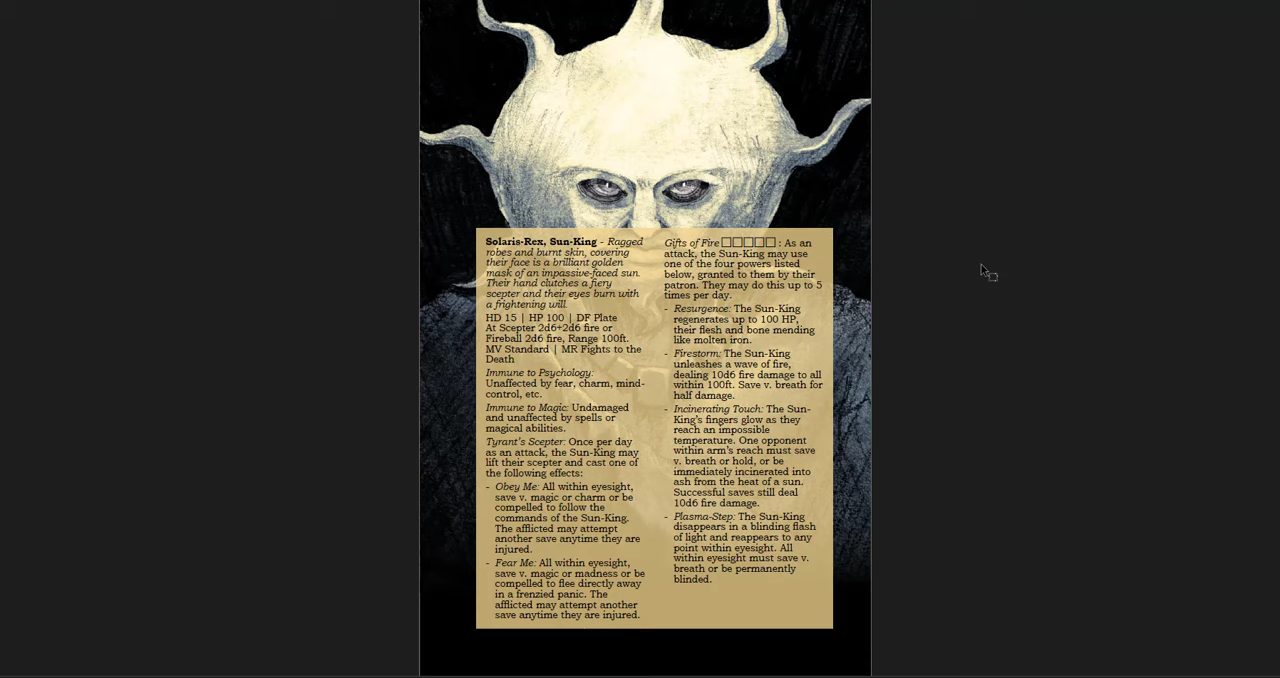 Solaris-Rex, Sun-King - Ragged
robes and burnt skin, covering
their face is a brilliant golden
mask of an impassive-faced sun.
Their hand clutches a fiery
scepter and their eyes burn with
a frightening will.
HD 15 | HP 100 | DF Plate
At Scepter 2d6+2d6 fire or
Fireball 2d6 fire, Range 100ft.
MV Standard | MR Fights to the
Death
Immune to Psychology:
Unaffected by fear, charm, mind-
control, etc.
Immune to Magic: Undamaged
and unaffected by spells or
magical abilities.
Tyrant's Scepter: Once per day
as an attack, the Sun-King may
lift their scepter and cast one of
the following effects:
- Obey Me: All within eyesight,
save v. magic or charm or be
compelled to follow the
commands of the Sun-King.
The afflicted may attempt
another save anytime they are
injured.
- Fear Me: All within eyesight,
save v. magic or madness or be
compelled to flee directly away
in a frenzied panic. The
afflicted may attempt another
save anytime they are injured.
Gifts of Fire □□□□□ : As an
attack, the Sun-King may use
one of the four powers listed
below, granted to them by their
patron. They may do this up to 5
times per day.
- Resurgence: The Sun-King
regenerates up to 100 HP,
their flesh and bone mending
like molten iron.
- Firestorm: The Sun-King
unleashes a wave of fire,
dealing 10d6 fire damage to all
within 100ft. Save v. breath for
half damage.
- Incinerating Touch: The Sun-
King's fingers glow as they
reach an impossible
temperature. One opponent
within arm's reach must save
v. breath or hold, or be
immediately incinerated into
ash from the heat of a sun.
Successful saves still deal
10d6 fire damage.
- Plasma-Step: The Sun-King
disappears in a blinding flash
of light and reappears to any
point within eyesight. All
within eyesight must save v.
breath or be permanently
blinded.